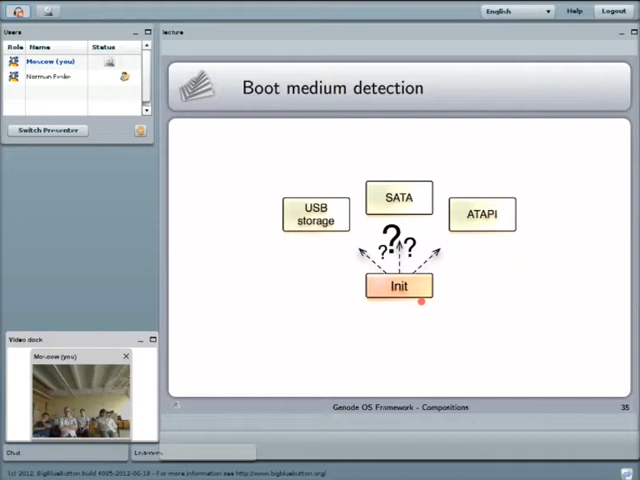 English
Help
Logout
Users
lecture
Role Name Status
Moscow (you)
Norman Feske
Switch Presenter
Boot medium detection
USB
storage
SATA
ATAPI
?
? ?
Init
Genode OS Framework - Compositions
35
Video dock
Moscow (you)
Chat
Listeners
(c) 2012, BigBlueButton build 4005-2012-06-18 - For more information see http://www.bigbluebutton.org/